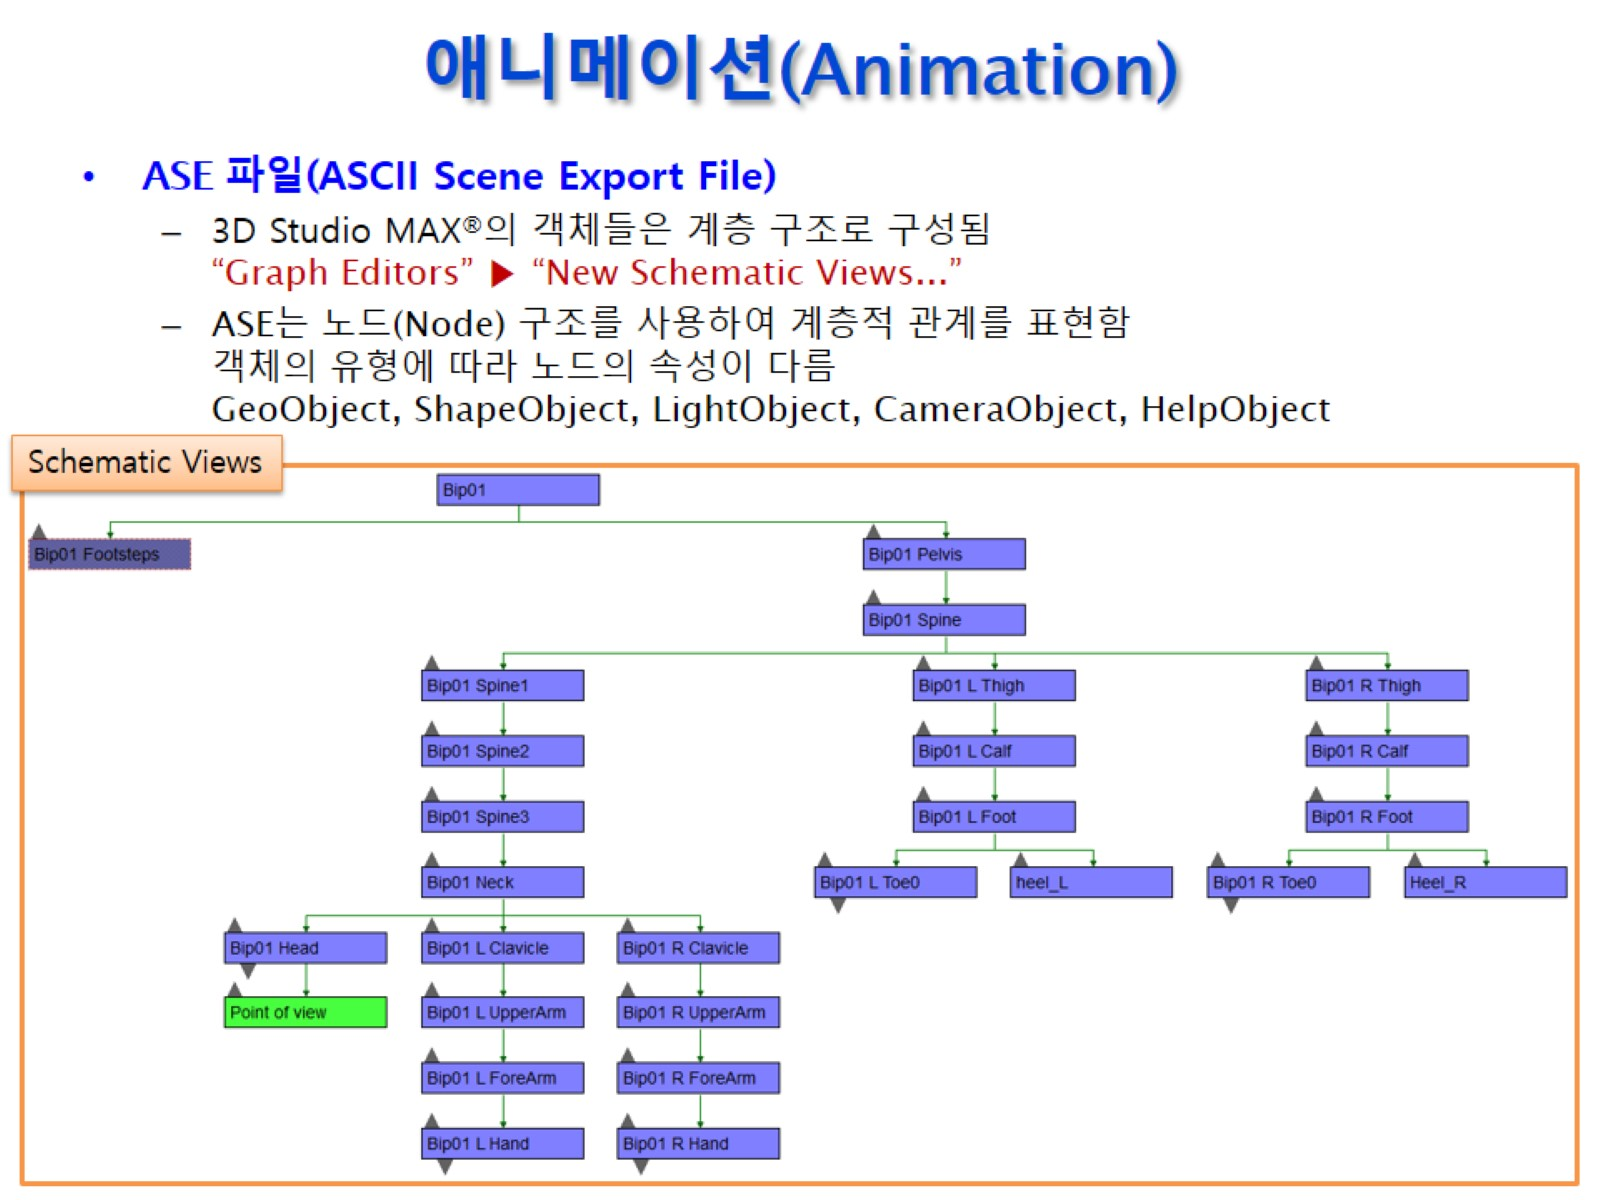 애니메이션(Animation)
• ASE 파일(ASCII Scene Export File)
– 3D Studio MAX®의 객체들은 계층 구조로 구성됨
“Graph Editors” ▶ “New Schematic Views...”
– ASE는 노드(Node) 구조를 사용하여 계층적 관계를 표현함
객체의 유형에 따라 노드의 속성이 다름
GeoObject, ShapeObject, LightObject, CameraObject, HelpObject
Schematic Views
Bip01
Bip01 Footsteps
Bip01 Pelvis
Bip01 Spine
Bip01 Spine1
Bip01 L Thigh
Bip01 R Thigh
Bip01 Spine2
Bip01 L Calf
Bip01 R Calf
Bip01 Spine3
Bip01 L Foot
Bip01 R Foot
Bip01 Neck
Bip01 L Toe0
heel_L
Bip01 R Toe0
Heel_R
Bip01 Head
Bip01 L Clavicle
Bip01 R Clavicle
Point of view
Bip01 L UpperArm
Bip01 R UpperArm
Bip01 L ForeArm
Bip01 R ForeArm
Bip01 L Hand
Bip01 R Hand